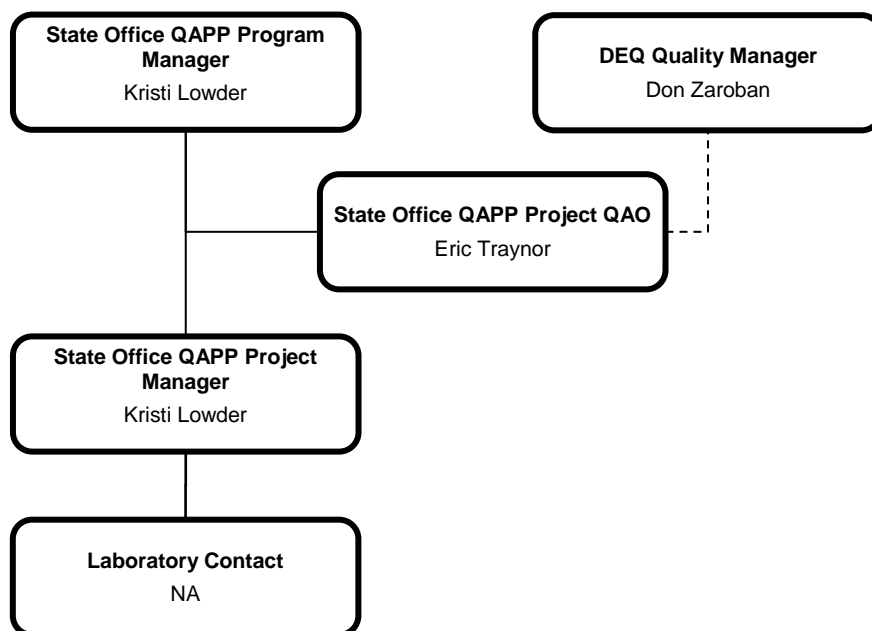 State Office QAPP Program
Manager
Kristi Lowder
DEQ Quality Manager
Don Zaroban
State Office QAPP Project QAO
Eric Traynor
State Office QAPP Project
Manager
Kristi Lowder
Laboratory Contact
NA